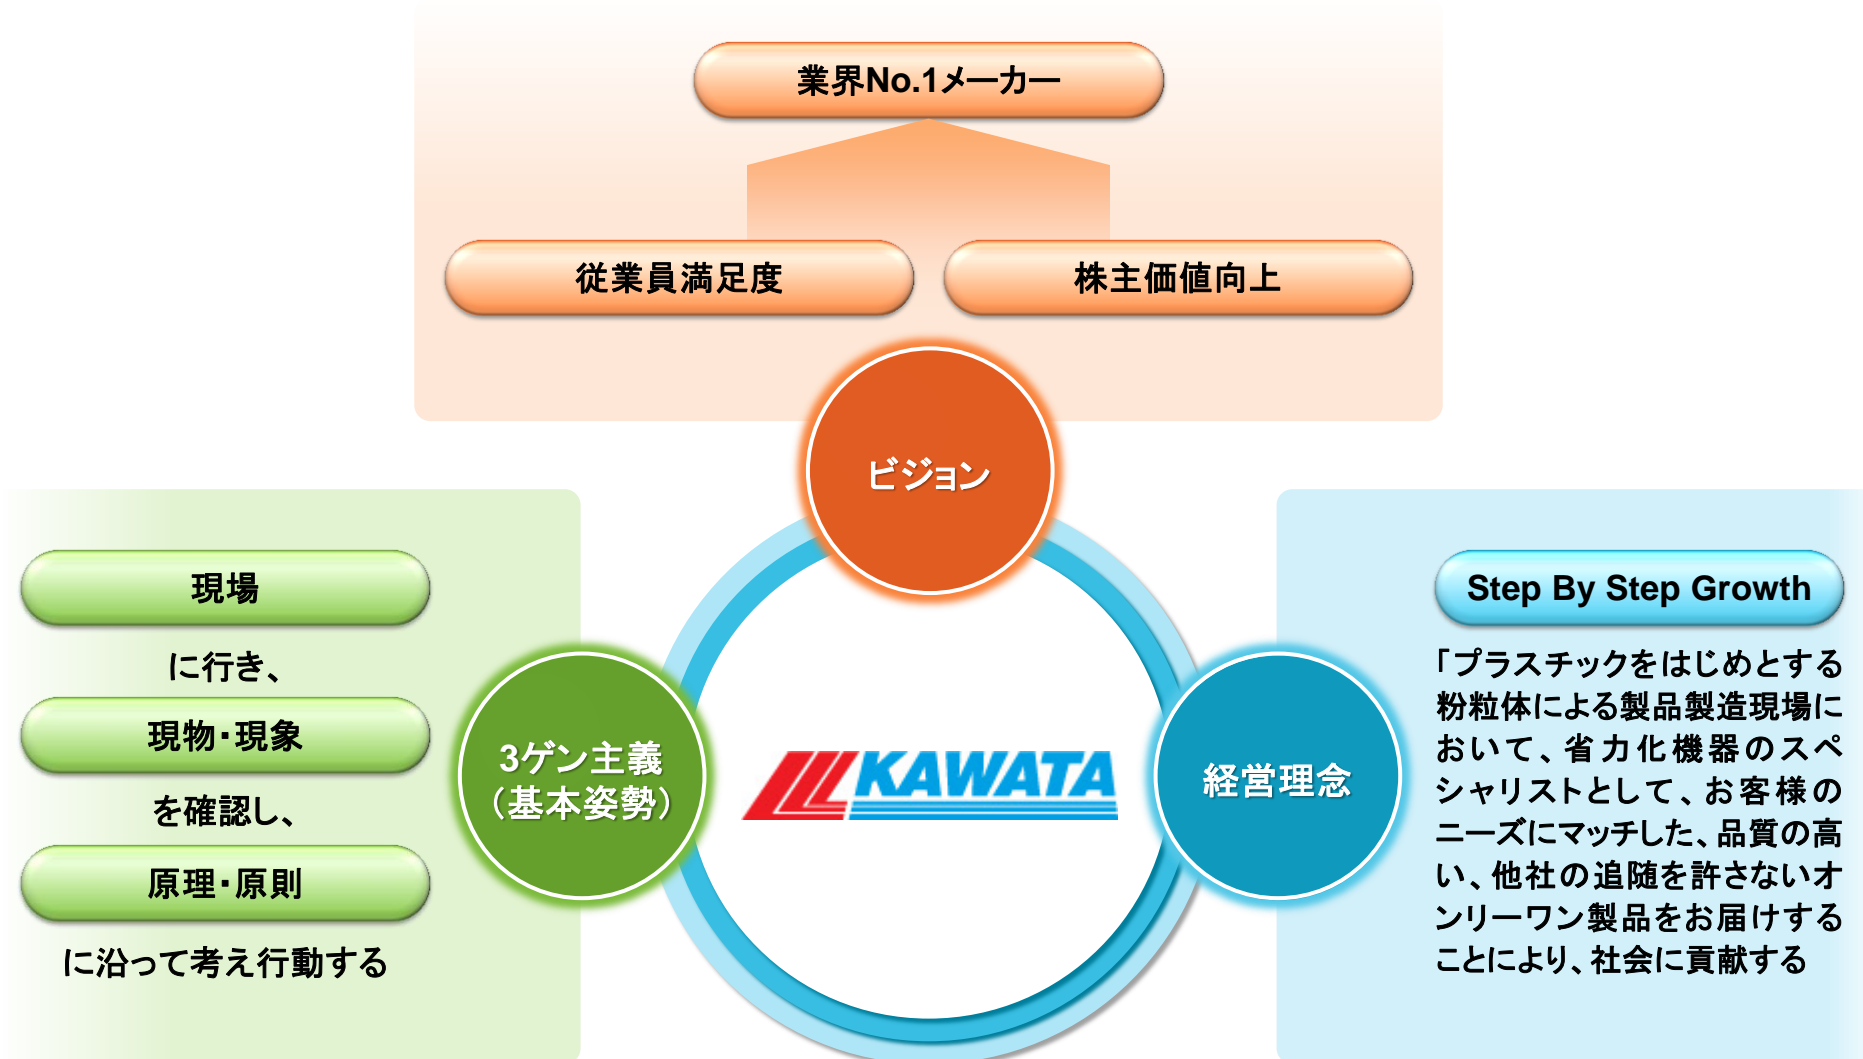 業界No.1メーカー
従業員満足度
株主価値向上
ビジョン
現場
に行き、
現物・現象
を確認し、
原理・原則
に沿って考え行動する
3ゲン主義
（基本姿勢）
KAWATA
経営理念
Step By Step Growth
「プラスチックをはじめとする
粉粒体による製品製造現場に
おいて、省力化機器のスペ
シャリストとして、お客様の
ニーズにマッチした、品質の高
い、他社の追随を許さないオ
ンリーワン製品をお届けする
ことにより、社会に貢献する